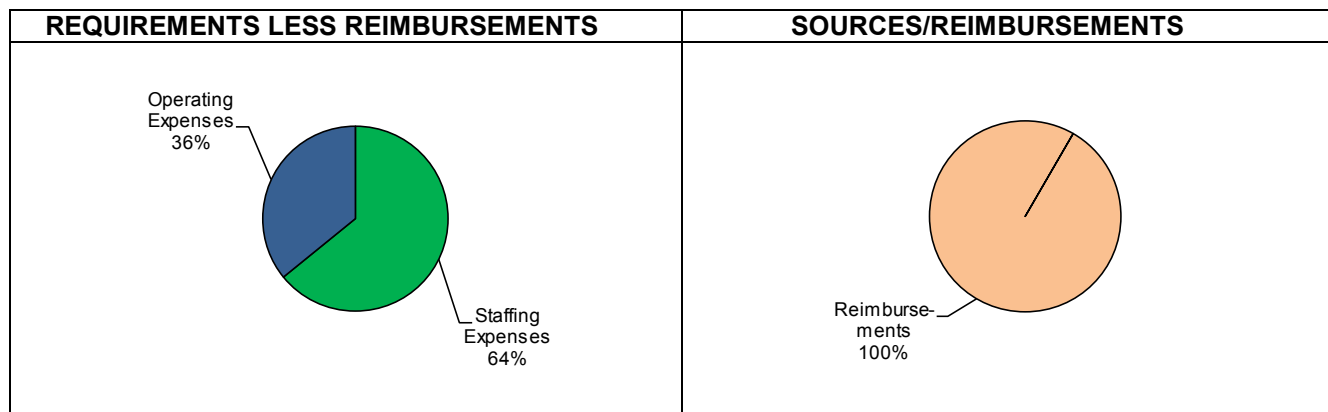 REQUIREMENTS LESS REIMBURSEMENTS
SOURCES/REIMBURSEMENTS
Operating
Expenses
36%
Staffing
Expenses
64%
Reimburse-
ments
100%